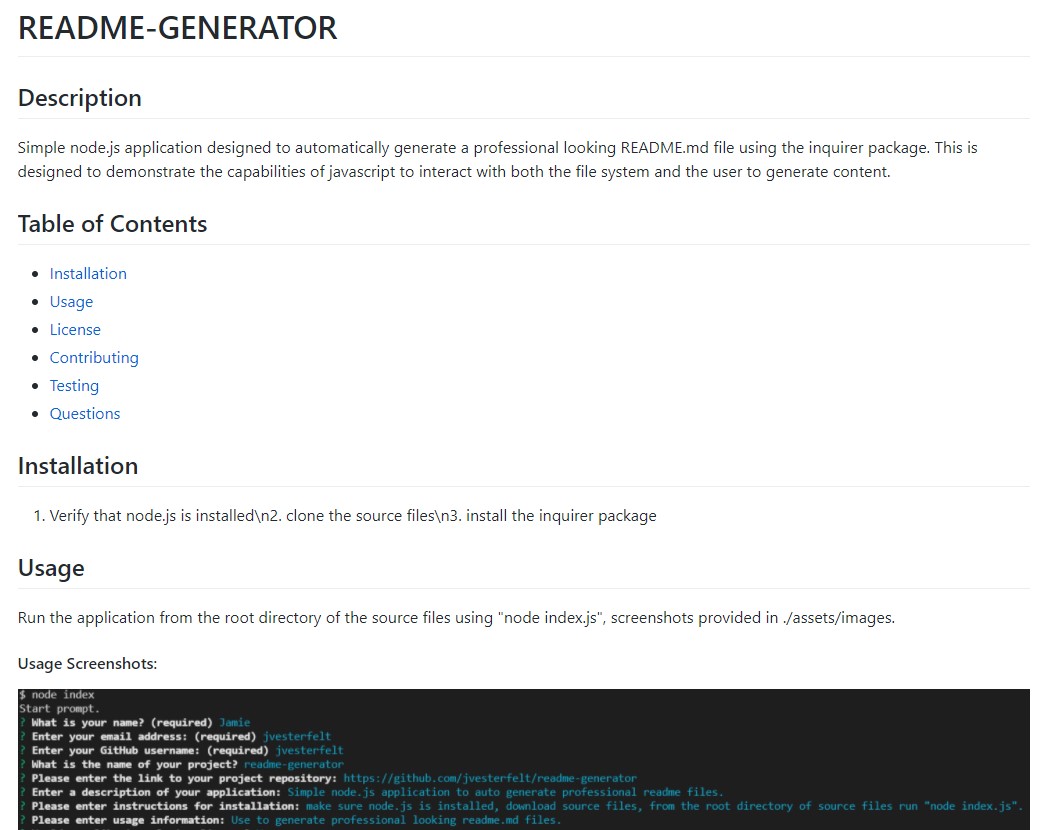 README-GENERATOR
Description
Simple node.js application designed to automatically generate a professional looking README.md file using the inquirer package. This is
designed to demonstrate the capabilities of javascript to interact with both the file system and the user to generate content.
Table of Contents
• Installation
• Usage
• License
• Contributing
• Testing
• Questions
Installation
1. Verify that node.js is installed\n2. clone the source files\n3. install the inquirer package
Usage
Run the application from the root directory of the source files using "node index.js", screenshots provided in ./assets/images.
Usage Screenshots:
$ node index
Start prompt.
? What is your name? (required) Jamie
? Enter your email address: (required) jvesterfelt
? Enter your GitHub username: (required) jvesterfelt
? What is the name of your project? readme-generator
? Please enter the link to your project repository: https://github.com/jvesterfelt/readme-generator
? Enter a description of your application: Simple node.js application to auto generate professional readme files.
? Please enter instructions for installation: make sure node.js is installed, download source files, from the root directory of source files run "node index.js".
? Please enter usage information: Use to generate professional looking readme.md files.